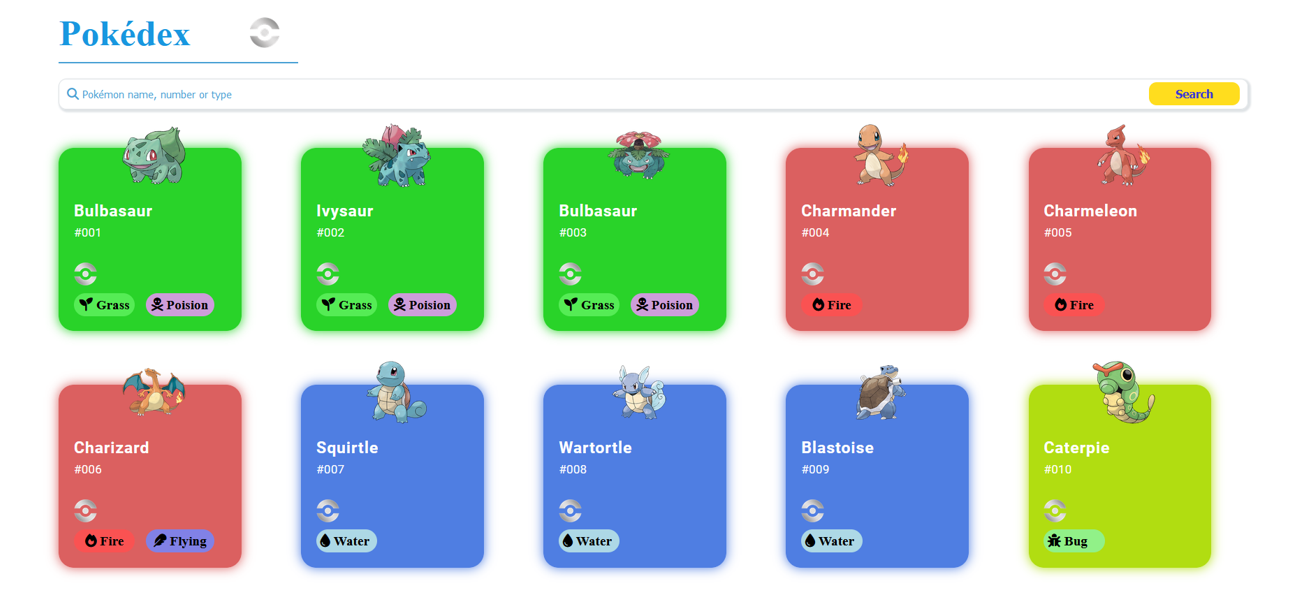 Pokédex
Pokémon name, number or type
Search
Bulbasaur
#001
Grass Poision
Ivysaur
#002
Grass Poision
Bulbasaur
#003
Grass Poision
Charmander
#004
Fire
Charmeleon
#005
Fire
Charizard
#006
Fire Flying
Squirtle
#007
Water
Wartortle
#008
Water
Blastoise
#009
Water
Caterpie
#010
Bug